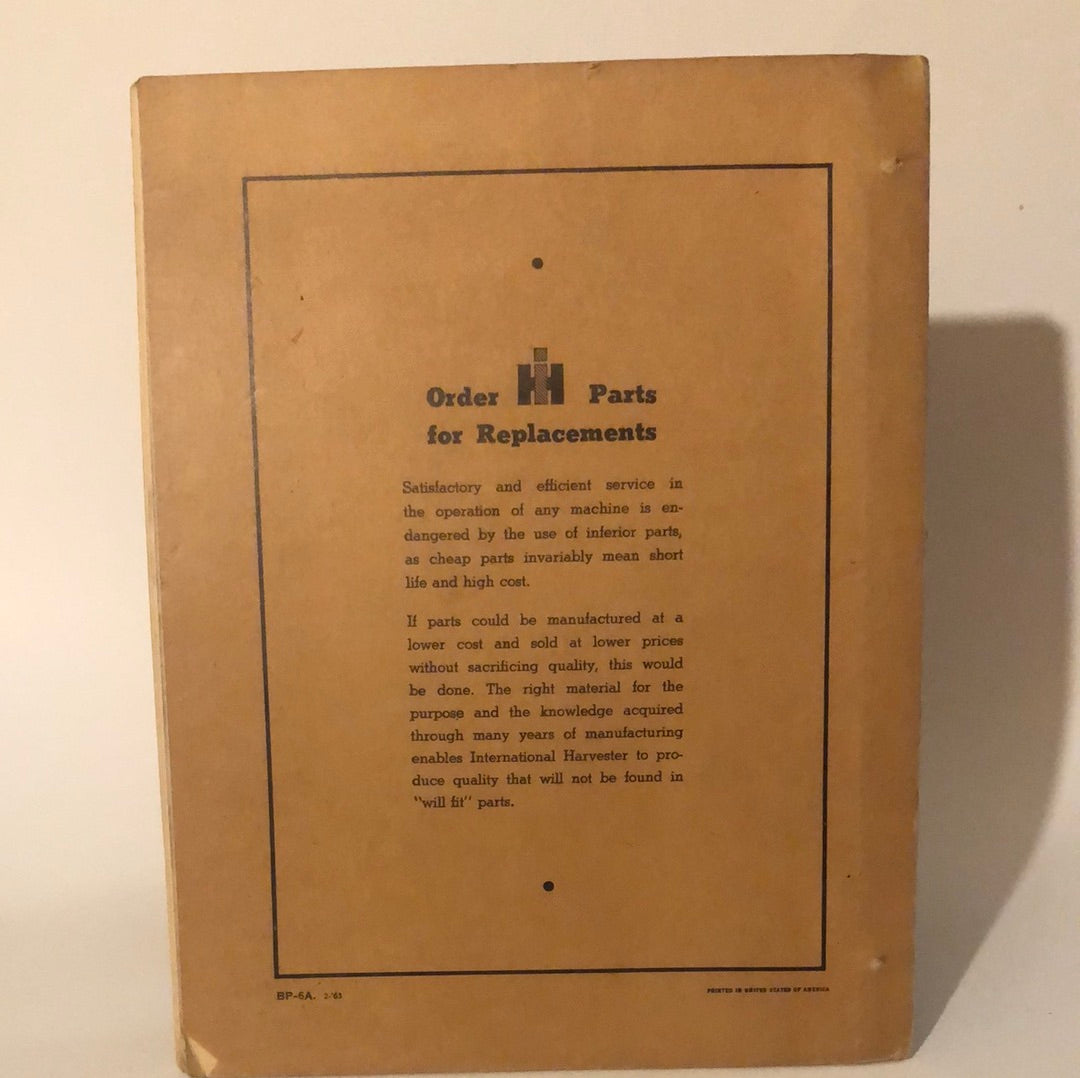 Order IH Parts
for Replacements
Satisfactory and efficient service in
the operation of any machine is en-
dangered by the use of inferior parts,
as cheap parts invariably mean short
life and high cost.
If parts could be manufactured at a
lower cost and sold at lower prices
without sacrificing quality, this would
be done. The right material for the
purpose and the knowledge acquired
through many years of manufacturing
enables International Harvester to pro-
duce quality that will not be found in
"will fit" parts.
BP-6A. 2-'63
PRINTED IN UNITED STATES OF AMERICA